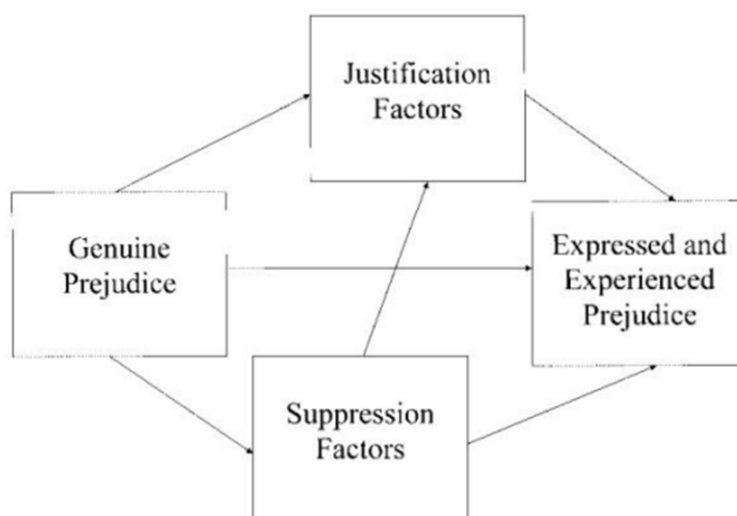 Justification
Factors
Genuine
Prejudice
Expressed and
Experienced
Prejudice
Suppression
Factors